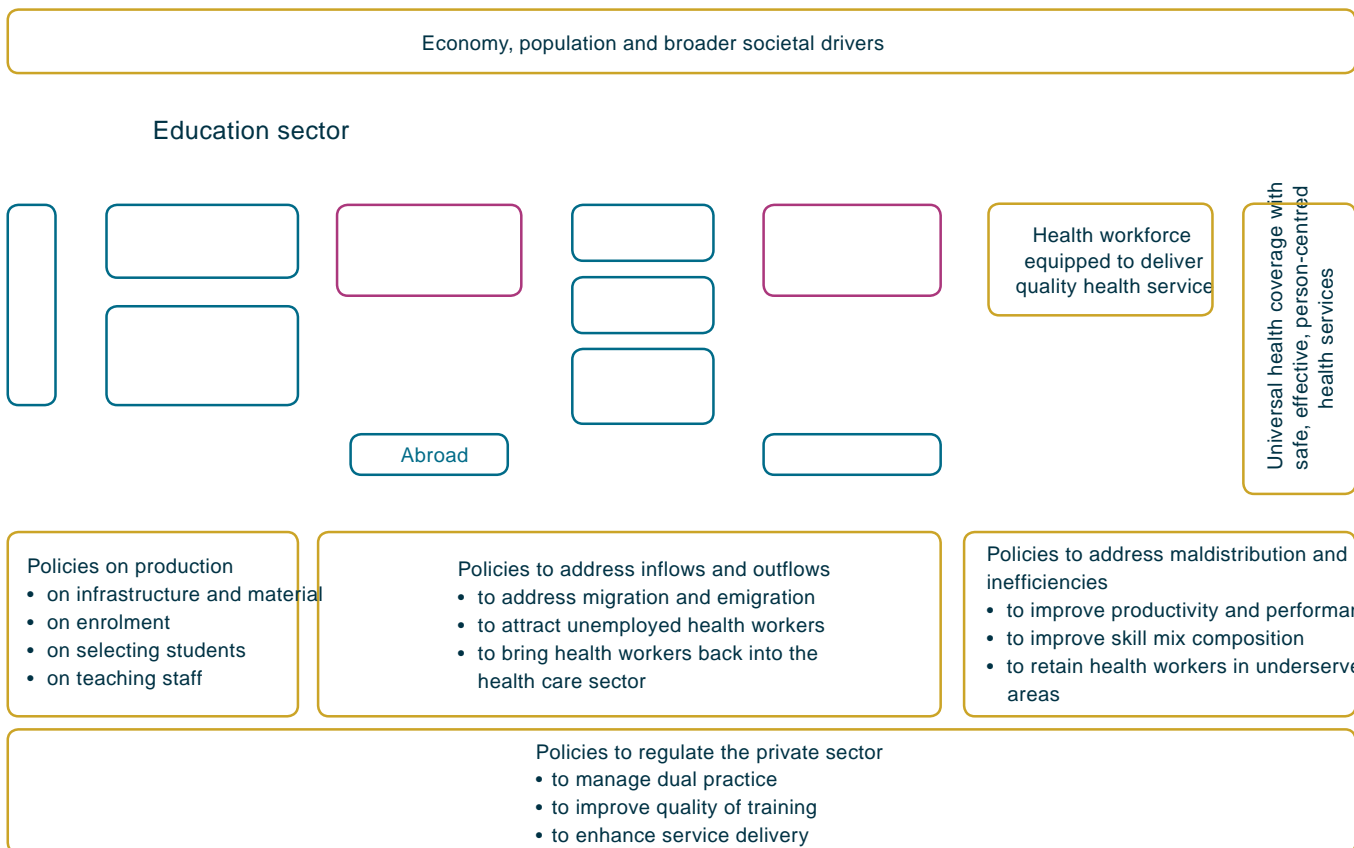 Economy, population and broader societal drivers
Education sector
Health workforce
equipped to deliver
quality health service
Universal health coverage with
safe, effective, person-centred
health services
Abroad
Policies on production
• on infrastructure and material
• on enrolment
• on selecting students
• on teaching staff
Policies to address inflows and outflows
• to address migration and emigration
• to attract unemployed health workers
• to bring health workers back into the
health care sector
Policies to address maldistribution and
inefficiencies
• to improve productivity and
• to improve skill mix composition
• to retain health workers in
areas
Policies to regulate the private sector
• to manage dual practice
• to improve quality of training
• to enhance service delivery